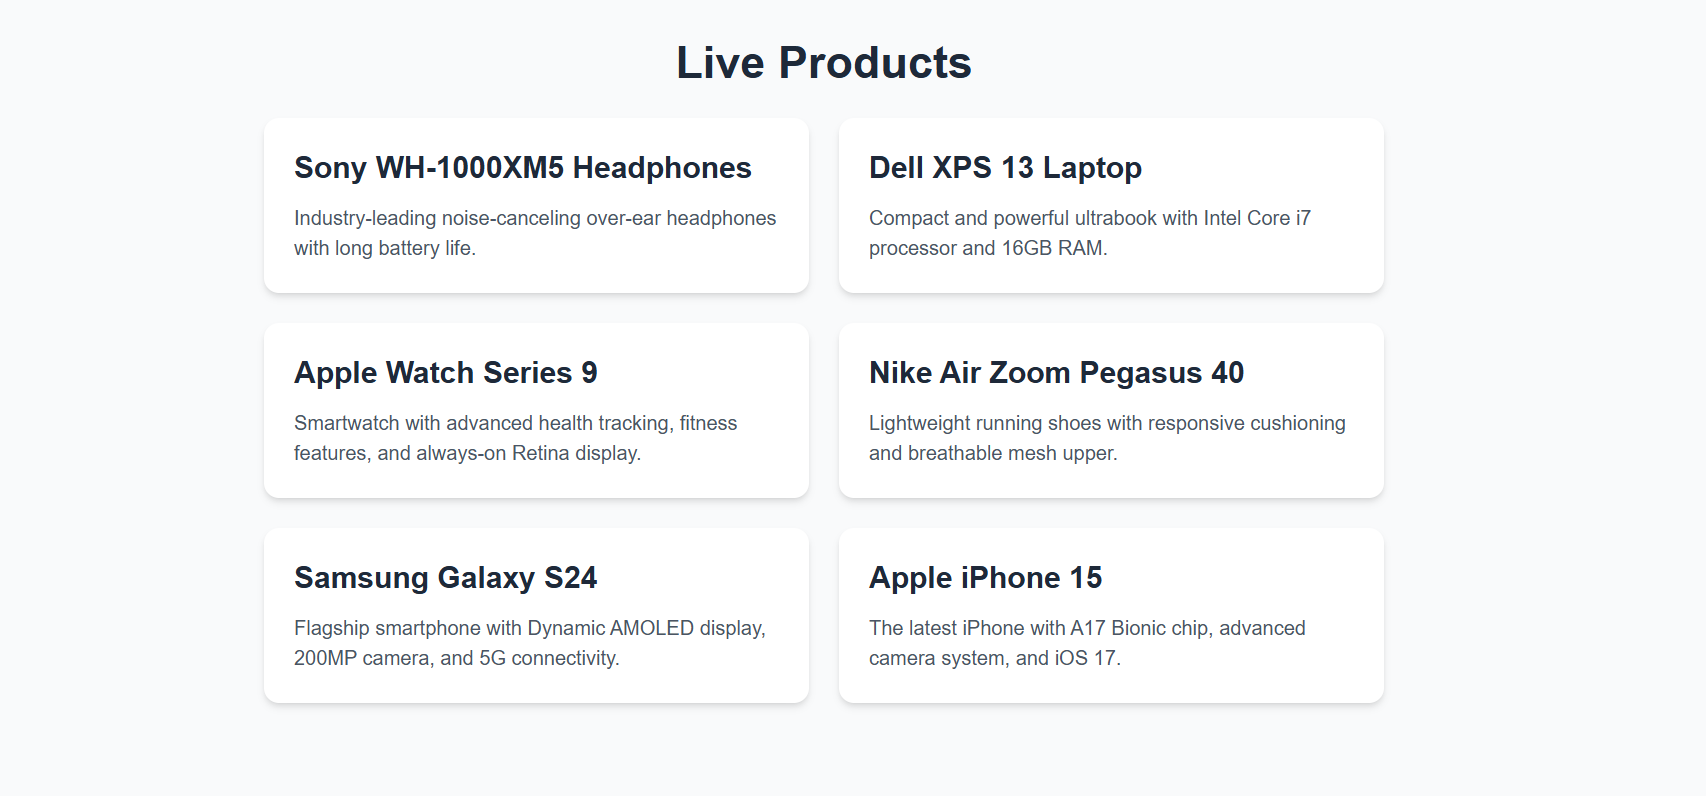 Live Products
Sony WH-1000XM5 Headphones
Industry-leading noise-canceling over-ear headphones
with long battery life.
Dell XPS 13 Laptop
Compact and powerful ultrabook with Intel Core i7
processor and 16GB RAM.
Apple Watch Series 9
Smartwatch with advanced health tracking, fitness
features, and always-on Retina display.
Nike Air Zoom Pegasus 40
Lightweight running shoes with responsive cushioning
and breathable mesh upper.
Samsung Galaxy S24
Flagship smartphone with Dynamic AMOLED display,
200MP camera, and 5G connectivity.
Apple iPhone 15
The latest iPhone with A17 Bionic chip, advanced
camera system, and iOS 17.